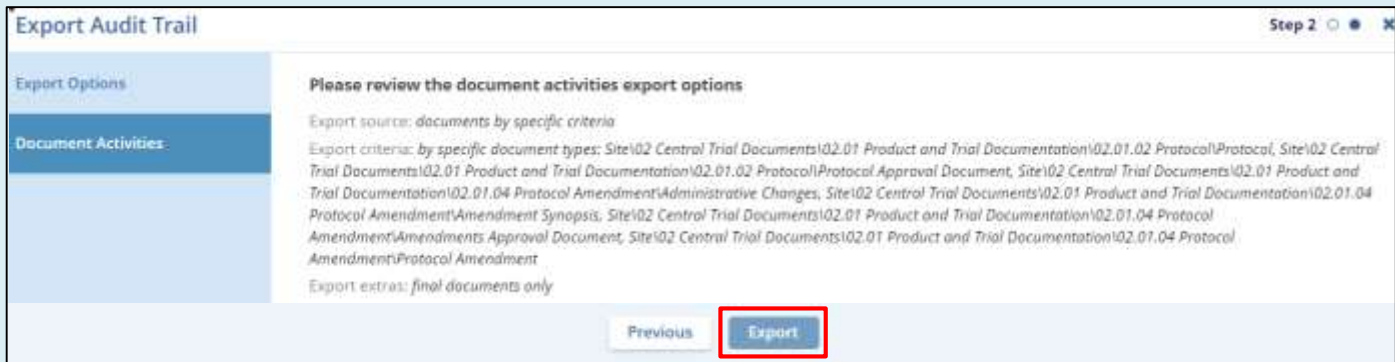 Export Audit Trail
Step 2
Export Options
Document Activities
Please review the document activities export options
Export source: documents by specific criteria
Export criteria: by specific document types: Site\02 Central Trial Documents\02.01 Product and Trial Documentation\02.01.02 Protocol\Protocol, Site\02 Central
Trial Documents\02.01 Product and Trial Documentation\02.01.02 Protocol\Protocol Approval Document, Site\02 Central Trial Documents\02.01 Product and
Trial Documentation\02.01.04 Protocol Amendment\Administrative Changes, Site\02 Central Trial Documents\02.01 Product and Trial Documentation\02.01.04
Protocol Amendment\Amendment Synopsis, Site\02 Central Trial Documents\02.01 Product and Trial Documentation\02.01.04 Protocol
Amendment\Amendments Approval Document, Site\02 Central Trial Documents\02.01 Product and Trial Documentation\02.01.04 Protocol
Amendment\Protocol Amendment
Export extras: final documents only
Previous
Export